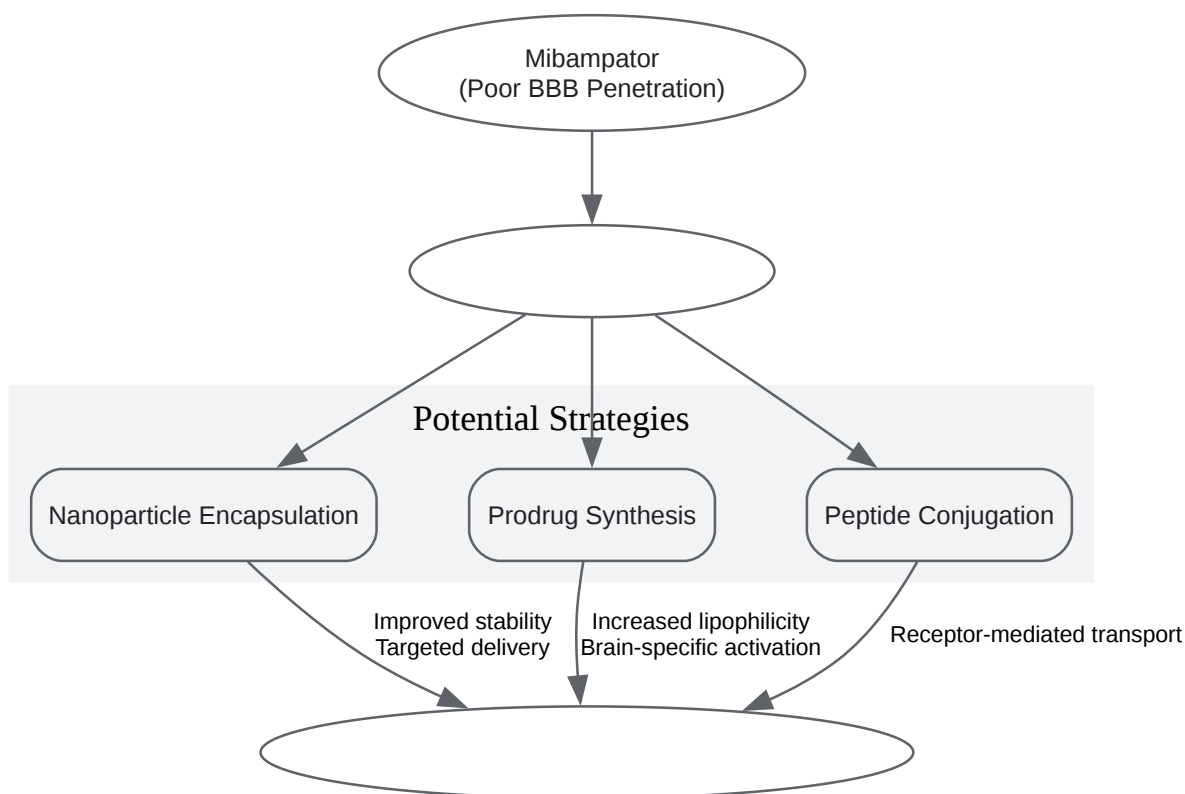 Mibampator
(Poor BBB Penetration)
Potential Strategies
Nanoparticle Encapsulation
Prodrug Synthesis
Peptide Conjugation
Improved stability
Targeted delivery
Increased lipophilicity
Brain-specific activation
Receptor-mediated transport